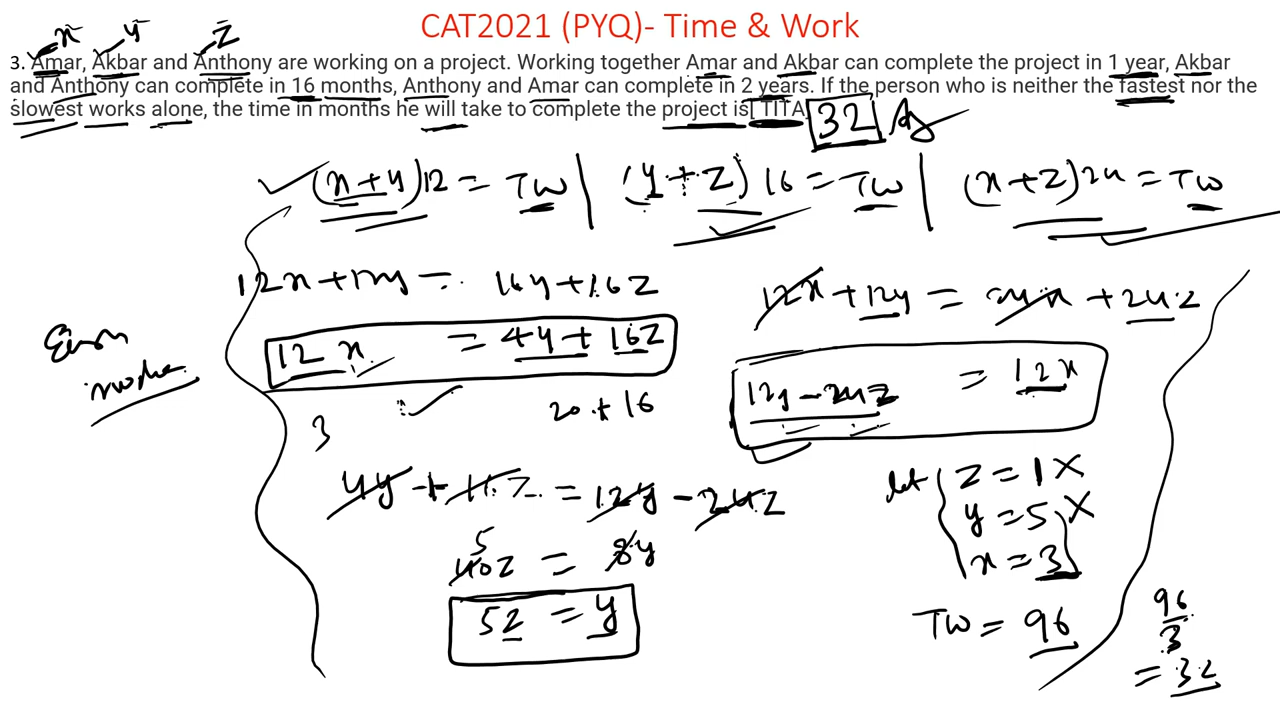 CAT2021 (PYQ)- Time & Work
x y z
3. Amar, Akbar and Anthony are working on a project. Working together Amar and Akbar can complete the project in 1 year, Akbar
and Anthony can complete in 16 months, Anthony and Amar can complete in 2 years. If the person who is neither the fastest nor the
slowest works alone, the time in months he will take to complete the project is[ TITA]
32 A
(x+y)12 = TW | (y+z) 16 = TW | (x+z) 24 = TW
12x+12y = 16y+16z
12x = 4y+16z
20 + 16
3
4y + 16z = 12y - 24z
5
40z = 8y
5z = y
12x + 12y = 24x + 24z
12y - 24z = 12x
let z = 1 X
y = 5 X
x = 3
TW = 96
96
3
= 32